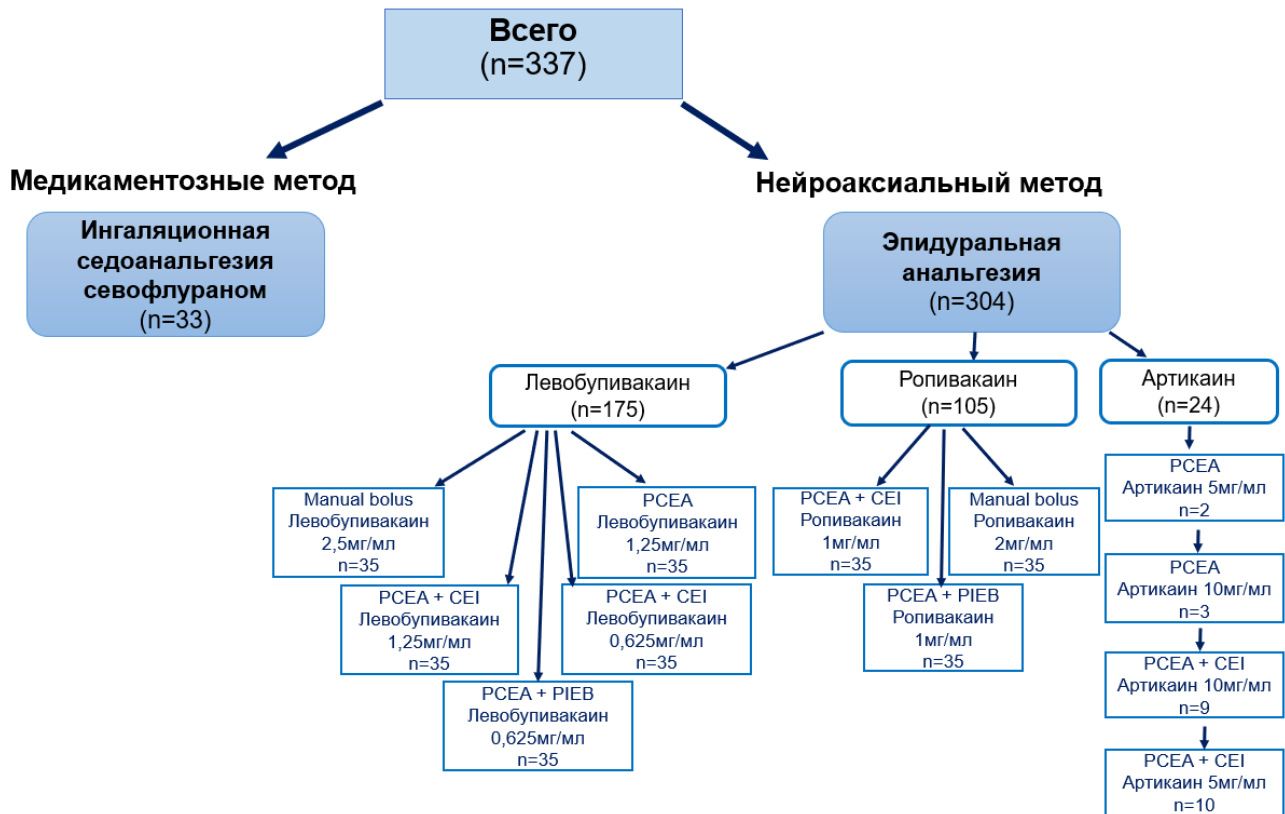 Всего
(n=337)
Медикаментозные метод
Нейроаксиальный метод
Ингаляционная
седоанальгезия
севофлураном
(n=33)
Эпидуральная
анальгезия
(n=304)
Левобупивакаин
(n=175)
Ропивакаин
(n=105)
Артикаин
(n=24)
Manual bolus
Левобупивакаин
2,5мг/мл
n=35
PCEA
Левобупивакаин
1,25мг/мл
n=35
PCEA + CEI
Левобупивакаин
1,25мг/мл
n=35
PCEA + CEI
Левобупивакаин
0,625мг/мл
n=35
PCEA + PIEB
Левобупивакаин
0,625мг/мл
n=35
PCEA + CEI
Ропивакаин
1мг/мл
n=35
Manual bolus
Ропивакаин
2мг/мл
n=35
PCEA + PIEB
Ропивакаин
1мг/мл
n=35
PCEA
Артикаин 5мг/мл
n=2
PCEA
Артикаин 10мг/мл
n=3
PCEA + CEI
Артикаин 10мг/мл
n=9
PCEA + CEI
Артикаин 5мг/мл
n=10